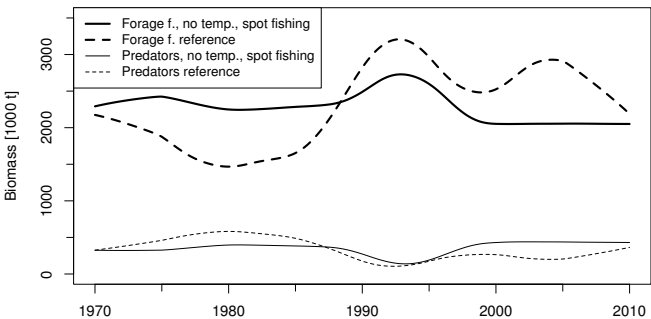 Forage f., no temp., spot fishing
Forage f. reference
Predators, no temp., spot fishing
Predators reference
Biomass [1000 t]
3000
2000
1000
0
1970 1980 1990 2000 2010